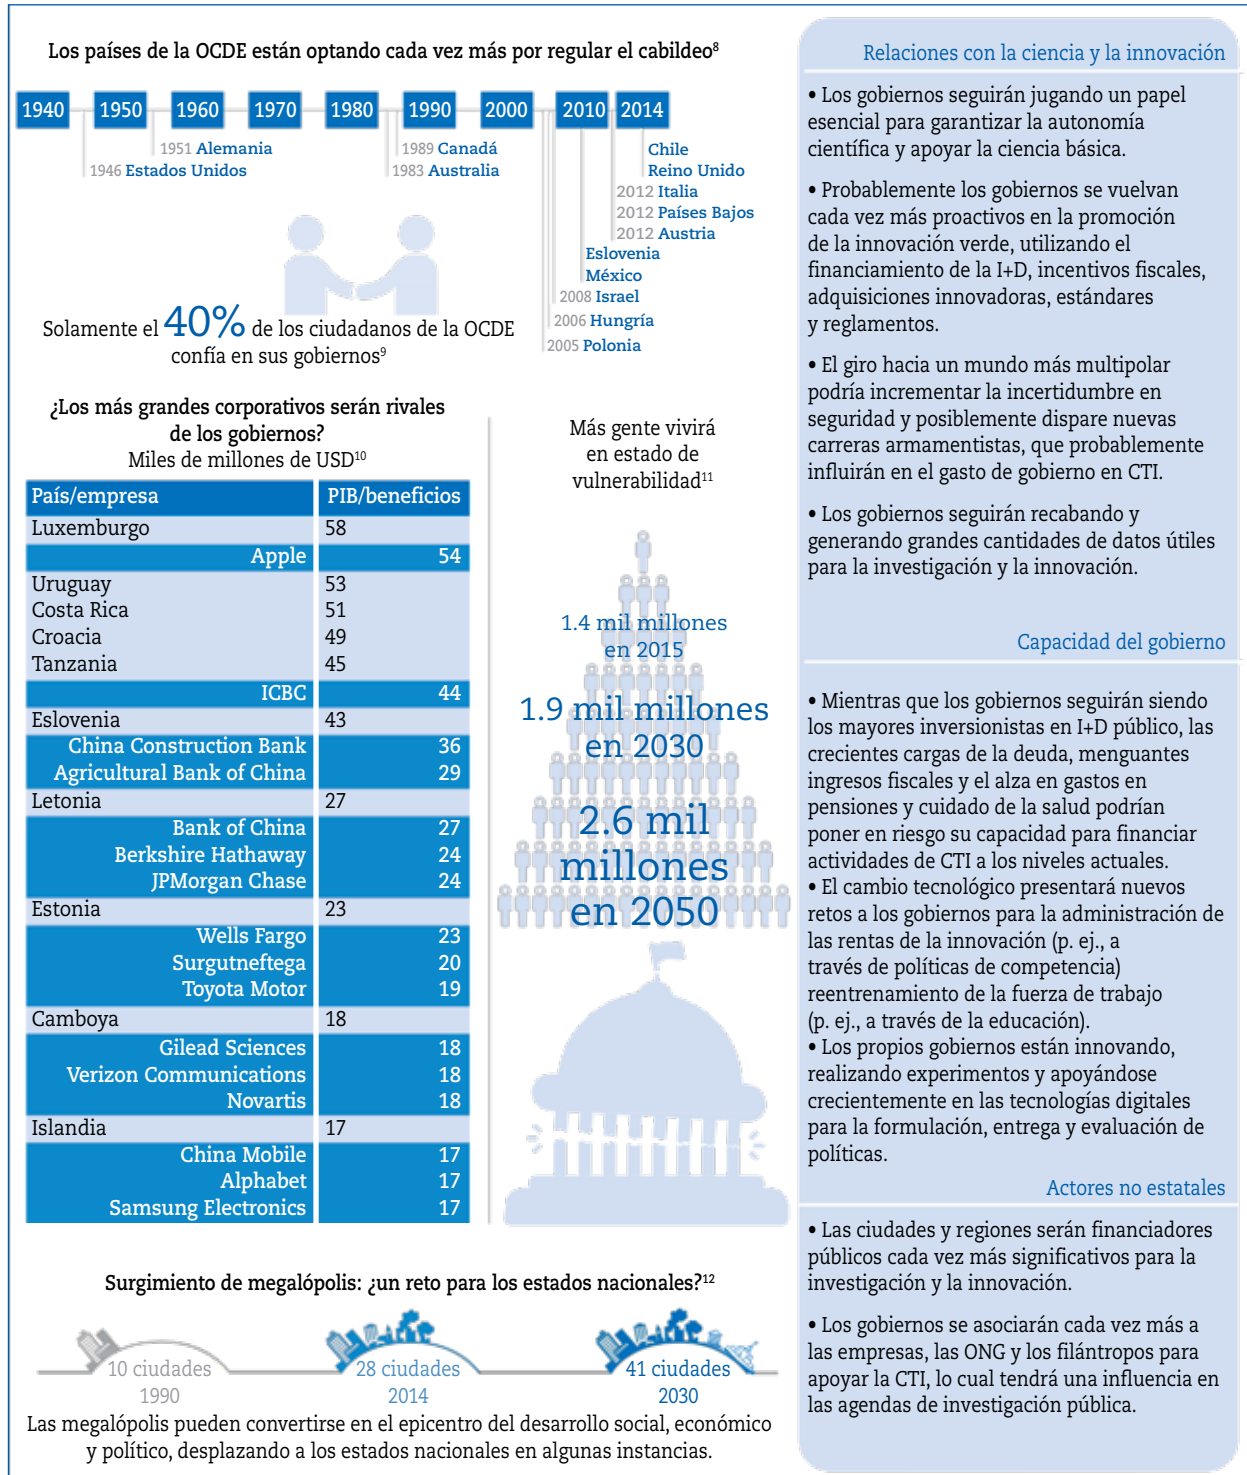 Los países de la OCDE están optando cada vez más por regular el cabildeo⁸
1940 1950 1960 1970 1980 1990 2000 2010 2014
1951 Alemania
1946 Estados Unidos
1989 Canadá
1983 Australia
Chile
Reino Unido
2012 Italia
2012 Países Bajos
2012 Austria
Eslovenia
México
2008 Israel
2006 Hungría
2005 Polonia
Solamente el 40% de los ciudadanos de la OCDE
confía en sus gobiernos⁹
¿Los más grandes corporativos serán rivales
de los gobiernos?
Miles de millones de USD¹⁰
País/empresa PIB/beneficios
Luxemburgo 58
Apple 54
Uruguay 53
Costa Rica 51
Croacia 49
Tanzania 45
ICBC 44
Eslovenia 43
China Construction Bank 36
Agricultural Bank of China 29
Letonia 27
Bank of China 27
Berkshire Hathaway 24
JPMorgan Chase 24
Estonia 23
Wells Fargo 23
Surgutneftega 20
Toyota Motor 19
Camboya 18
Gilead Sciences 18
Verizon Communications 18
Novartis 18
Islandia 17
China Mobile 17
Alphabet 17
Samsung Electronics 17
Más gente vivirá
en estado de
vulnerabilidad¹¹
1.4 mil millones
en 2015
1.9 mil millones
en 2030
2.6 mil
millones
en 2050
Surgimiento de megalópolis: ¿un reto para los estados nacionales?¹²
10 ciudades
1990
28 ciudades
2014
41 ciudades
2030
Las megalópolis pueden convertirse en el epicentro del desarrollo social, económico
y político, desplazando a los estados nacionales en algunas instancias.
Relaciones con la ciencia y la innovación
• Los gobiernos seguirán jugando un papel
esencial para garantizar la autonomía
científica y apoyar la ciencia básica.
• Probablemente los gobiernos se vuelvan
cada vez más proactivos en la promoción
de la innovación verde, utilizando el
financiamiento de la I+D, incentivos fiscales,
adquisiciones innovadoras, estándares
y reglamentos.
• El giro hacia un mundo más multipolar
podría incrementar la incertidumbre en
seguridad y posiblemente dispare nuevas
carreras armamentistas, que probablemente
influirán en el gasto de gobierno en CTI.
• Los gobiernos seguirán recabando y
generando grandes cantidades de datos útiles
para la investigación y la innovación.
Capacidad del gobierno
• Mientras que los gobiernos seguirán siendo
los mayores inversionistas en I+D público, las
crecientes cargas de la deuda, menguantes
ingresos fiscales y el alza en gastos en
pensiones y cuidado de la salud podrían
poner en riesgo su capacidad para financiar
actividades de CTI a los niveles actuales.
• El cambio tecnológico presentará nuevos
retos a los gobiernos para la administración de
las rentas de la innovación (p. ej., a
través de políticas de competencia)
reentrenamiento de la fuerza de trabajo
(p. ej., a través de la educación).
• Los propios gobiernos están innovando,
realizando experimentos y apoyándose
crecientemente en las tecnologías digitales
para la formulación, entrega y evaluación de
políticas.
Actores no estatales
• Las ciudades y regiones serán financiadores
públicos cada vez más significativos para la
investigación y la innovación.
• Los gobiernos se asociarán cada vez más a
las empresas, las ONG y los filántropos para
apoyar la CTI, lo cual tendrá una influencia en
las agendas de investigación pública.